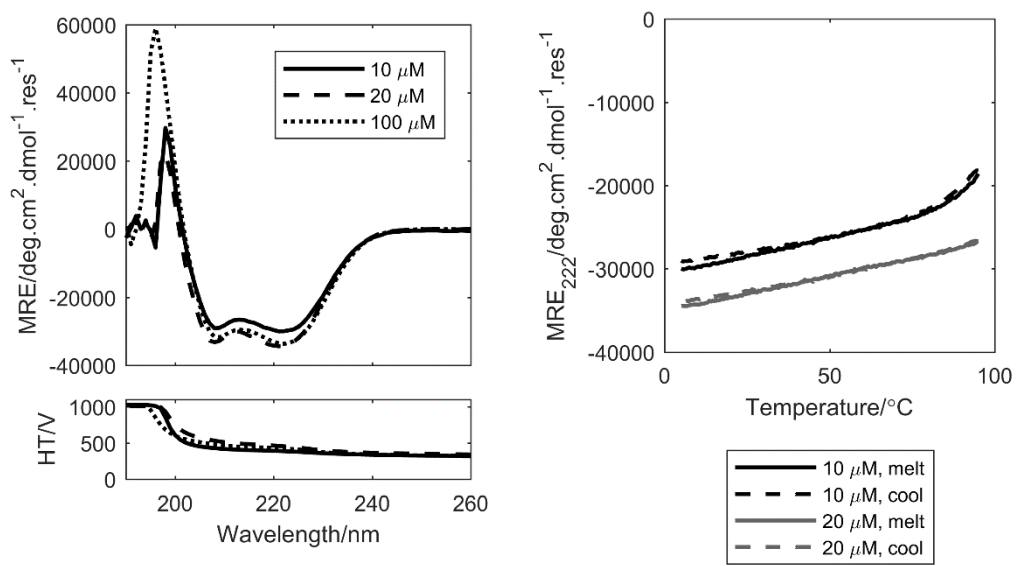 60000
40000
20000
0
-20000
-40000
MRE/deg.cm².dmol⁻¹.res⁻¹
10 μM
20 μM
100 μM
1000
500
0
HT/V
200 220 240 260
Wavelength/nm
0
-10000
-20000
-30000
-40000
MRE₂₂₂/deg.cm².dmol⁻¹.res⁻¹
0 50 100
Temperature/°C
10 μM, melt
10 μM, cool
20 μM, melt
20 μM, cool